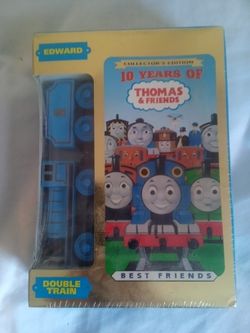 EDWARD
COLLECTOR'S EDITION
10 YEARS OF
THOMAS
& FRIENDS
BEST FRIENDS
DOUBLE
TRAIN